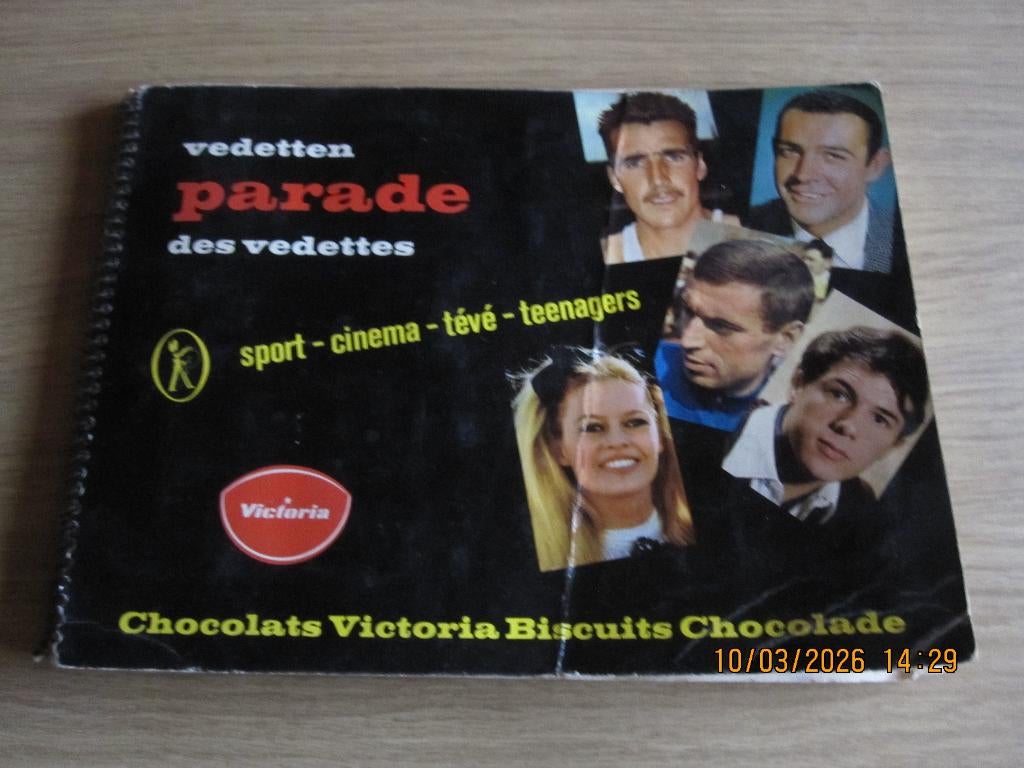 vedetten
parade
des vedettes
sport - cinema - tévé - teenagers
Victoria
Chocolats Victoria Biscuits Chocolade
10/03/2026 14:29